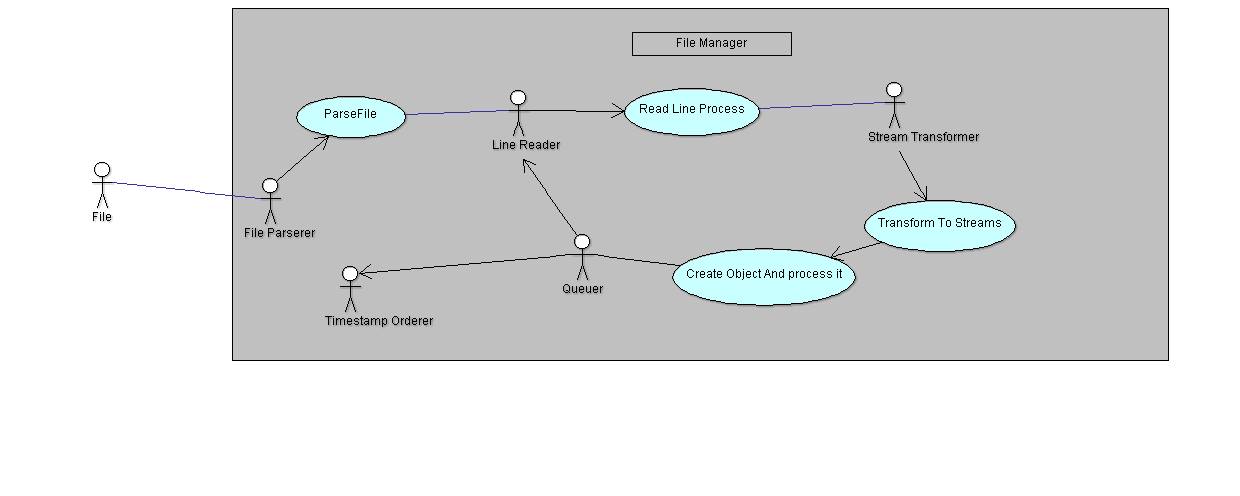 File Manager
ParseFile
Read Line Process
Line Reader
Stream Transformer
File
File Parserer
Transform To Streams
Create Object And process it
Queuer
Timestamp Orderer